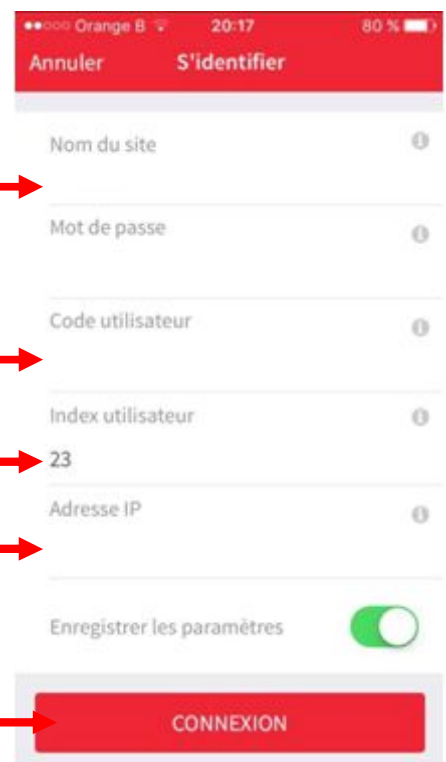 Orange B 20:17 80 %
Annuler S'identifier
Nom du site
Mot de passe
Code utilisateur
Index utilisateur
23
Adresse IP
Enregistrer les paramètres
CONNEXION